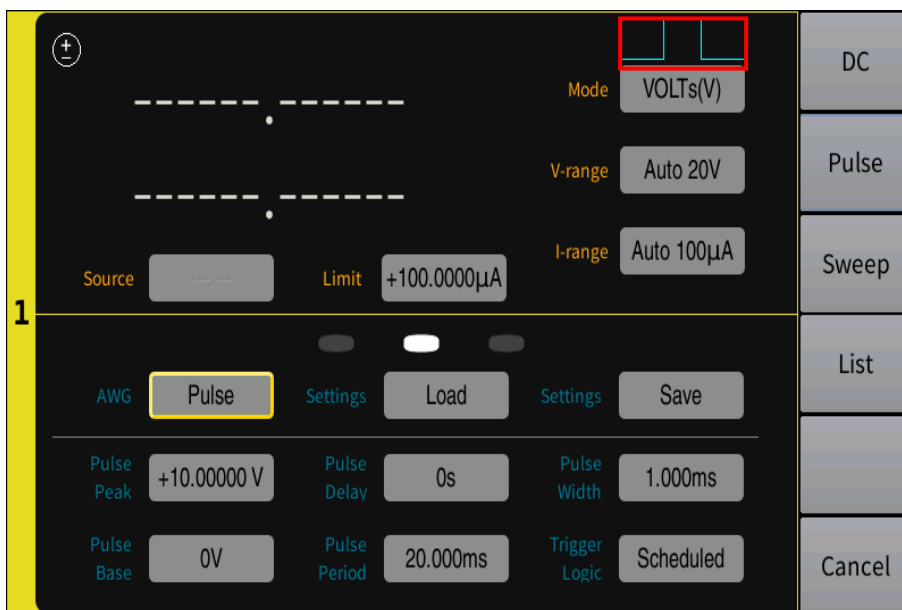 DC
------.------
Mode VOLTs(V)
V-range Auto 20V
Pulse
------.------
I-range Auto 100µA
Sweep
Source ---.---
Limit +100.0000µA
1
List
AWG Pulse
Settings Load
Settings Save
Pulse Peak +10.00000 V
Pulse Delay 0s
Pulse Width 1.000ms
Pulse Base 0V
Pulse Period 20.000ms
Trigger Logic Scheduled
Cancel